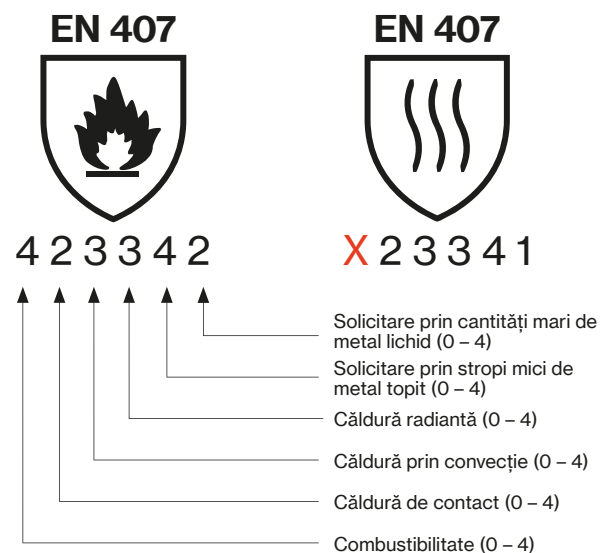 EN 407
EN 407
4 2 3 3 4 2
X 2 3 3 4 1
Solicitare prin cantități mari de
metal lichid (0 – 4)
Solicitare prin stropi mici de
metal topit (0 – 4)
Căldură radiantă (0 – 4)
Căldură prin convecție (0 – 4)
Căldură de contact (0 – 4)
Combustibilitate (0 – 4)